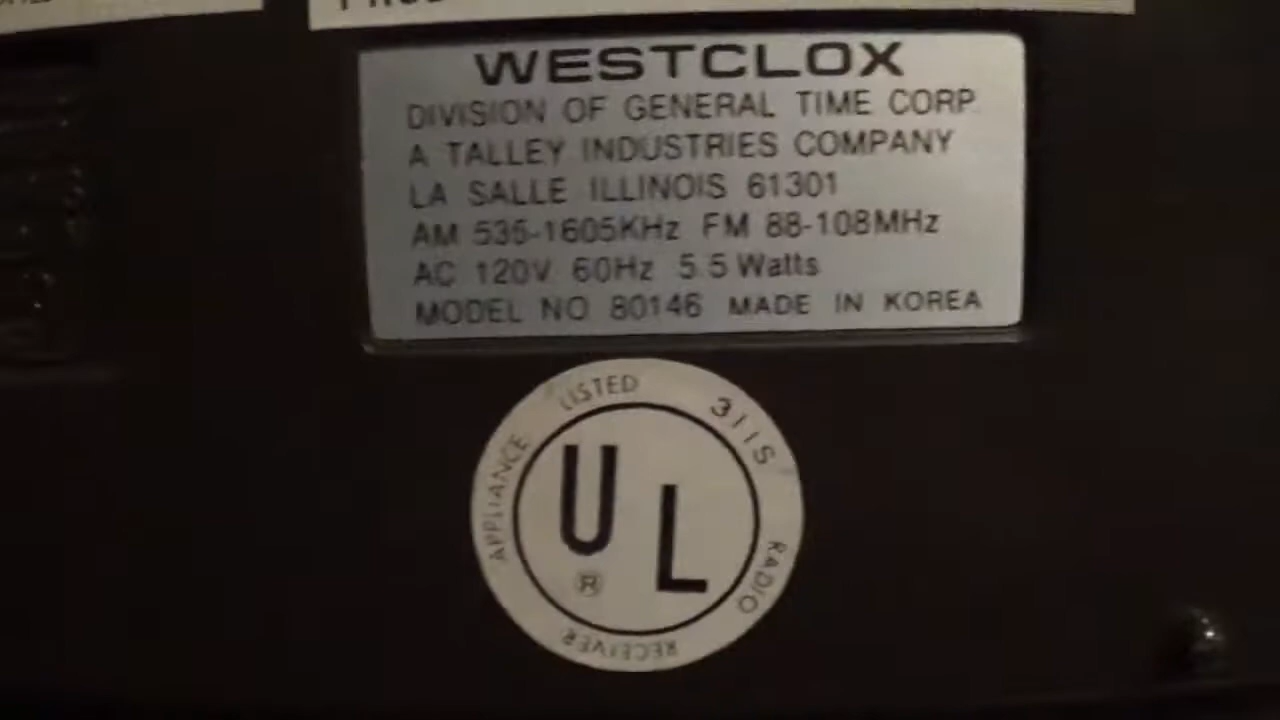 WESTCLOX
DIVISION OF GENERAL TIME CORP.
A TALLEY INDUSTRIES COMPANY
LA SALLE ILLINOIS 61301
AM 535-1605KHz FM 88-108MHz
AC 120V 60Hz 5.5 Watts
MODEL NO 80146 MADE IN KOREA
LISTED 311S
APPLIANCE RADIO RECEIVER
UL
®